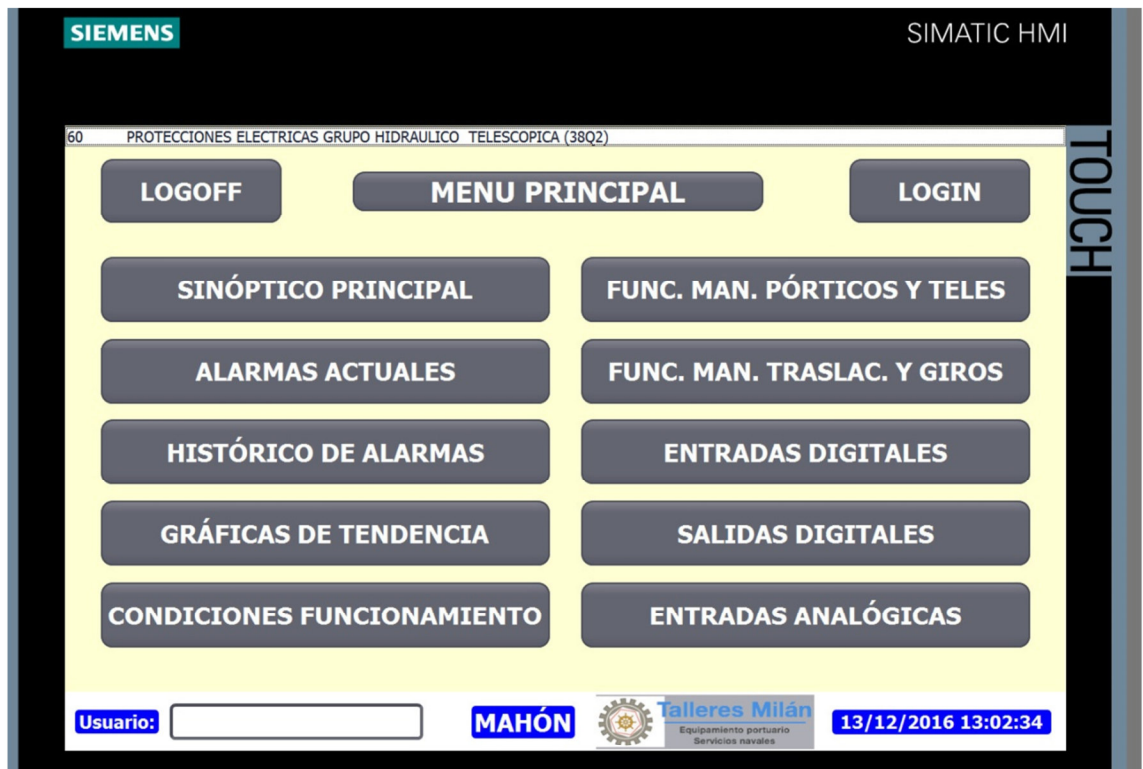 SIEMENS
SIMATIC HMI
60 PROTECCIONES ELECTRICAS GRUPO HIDRAULICO TELESCOPICA (38Q2)
TOUCH
LOGOFF
MENU PRINCIPAL
LOGIN
SINÓPTICO PRINCIPAL
FUNC. MAN. PÓRTICOS Y TELES
ALARMAS ACTUALES
FUNC. MAN. TRASLAC. Y GIROS
HISTÓRICO DE ALARMAS
ENTRADAS DIGITALES
GRÁFICAS DE TENDENCIA
SALIDAS DIGITALES
CONDICIONES FUNCIONAMIENTO
ENTRADAS ANALÓGICAS
Usuario:
MAHÓN
Talleres Milán
Equipamiento portuario
Servicios navales
13/12/2016 13:02:34